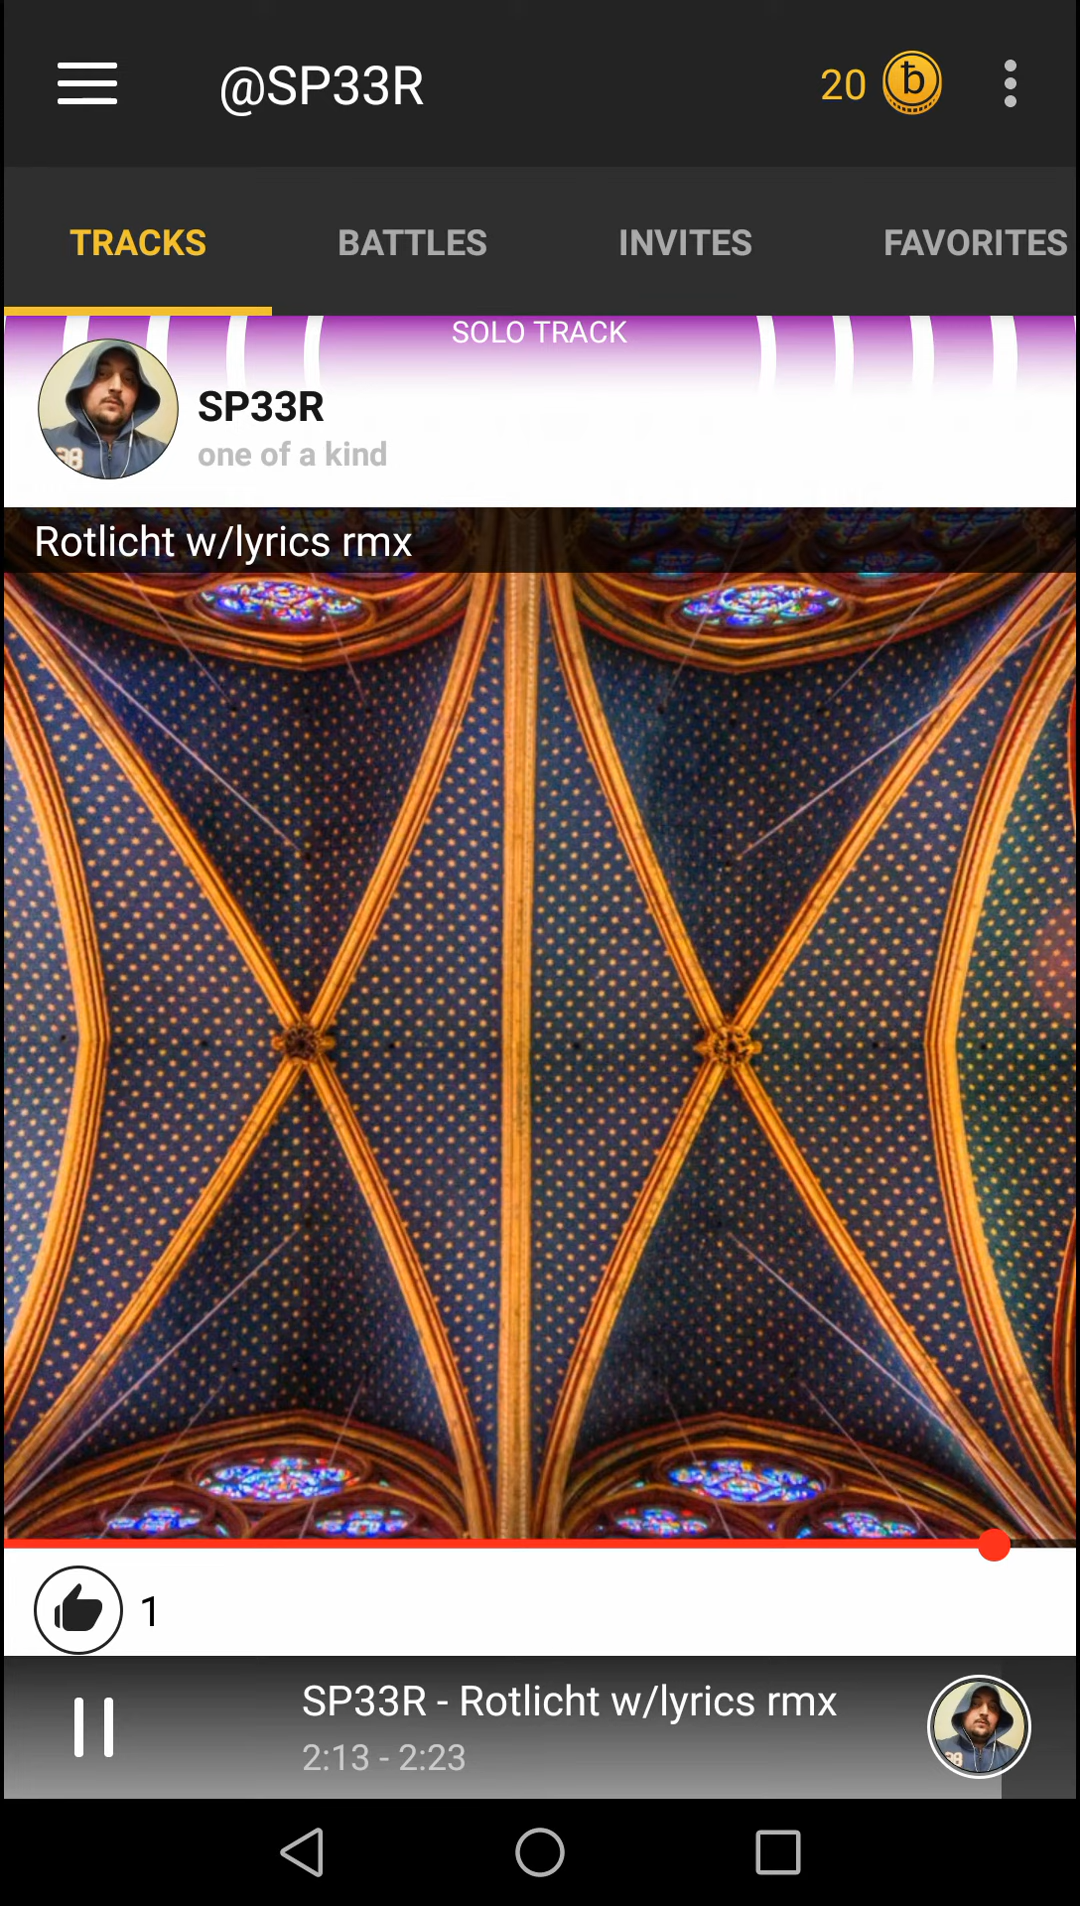 @SP33R
20 ƀ
TRACKS BATTLES INVITES FAVORITES
SOLO TRACK
SP33R
one of a kind
Rotlicht w/lyrics rmx
1
SP33R - Rotlicht w/lyrics rmx
2:13 - 2:23